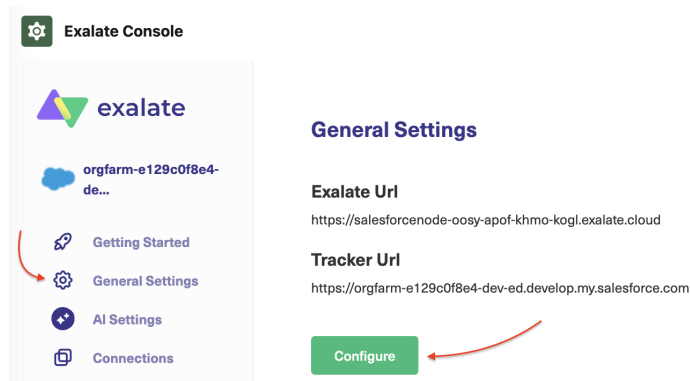 Exalate Console
exalate
orgfarm-e129c0f8e4-
de...
Getting Started
General Settings
AI Settings
Connections
General Settings
Exalate Url
https://salesforcenode-oosy-apof-khmo-kogl.exalate.cloud
Tracker Url
https://orgfarm-e129c0f8e4-dev-ed.develop.my.salesforce.com
Configure